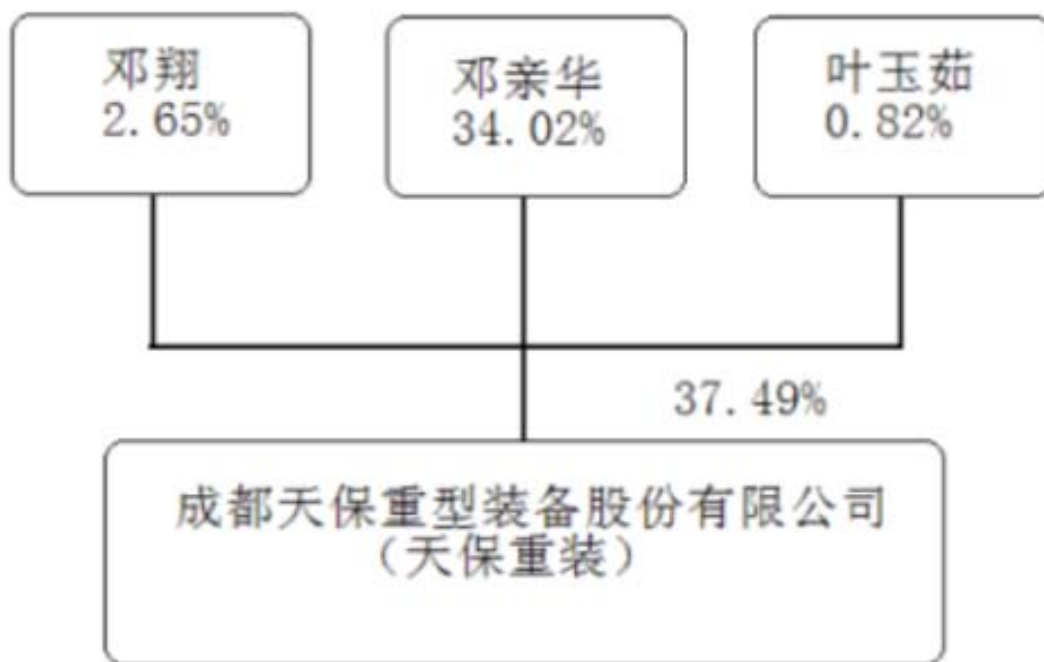 邓翔
2.65%
邓亲华
34.02%
叶玉茹
0.82%
37.49%
成都天保重型装备股份有限公司
（天保重装）